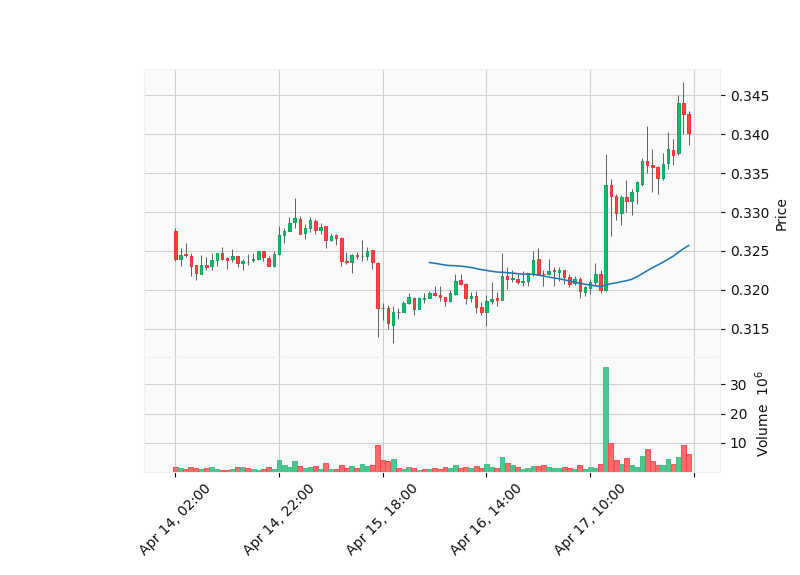 0.345
0.340
0.335
0.330
0.325
0.320
0.315
Price
30
20
10
Volume 10^6
Apr 14, 02:00
Apr 14, 22:00
Apr 15, 18:00
Apr 16, 14:00
Apr 17, 10:00